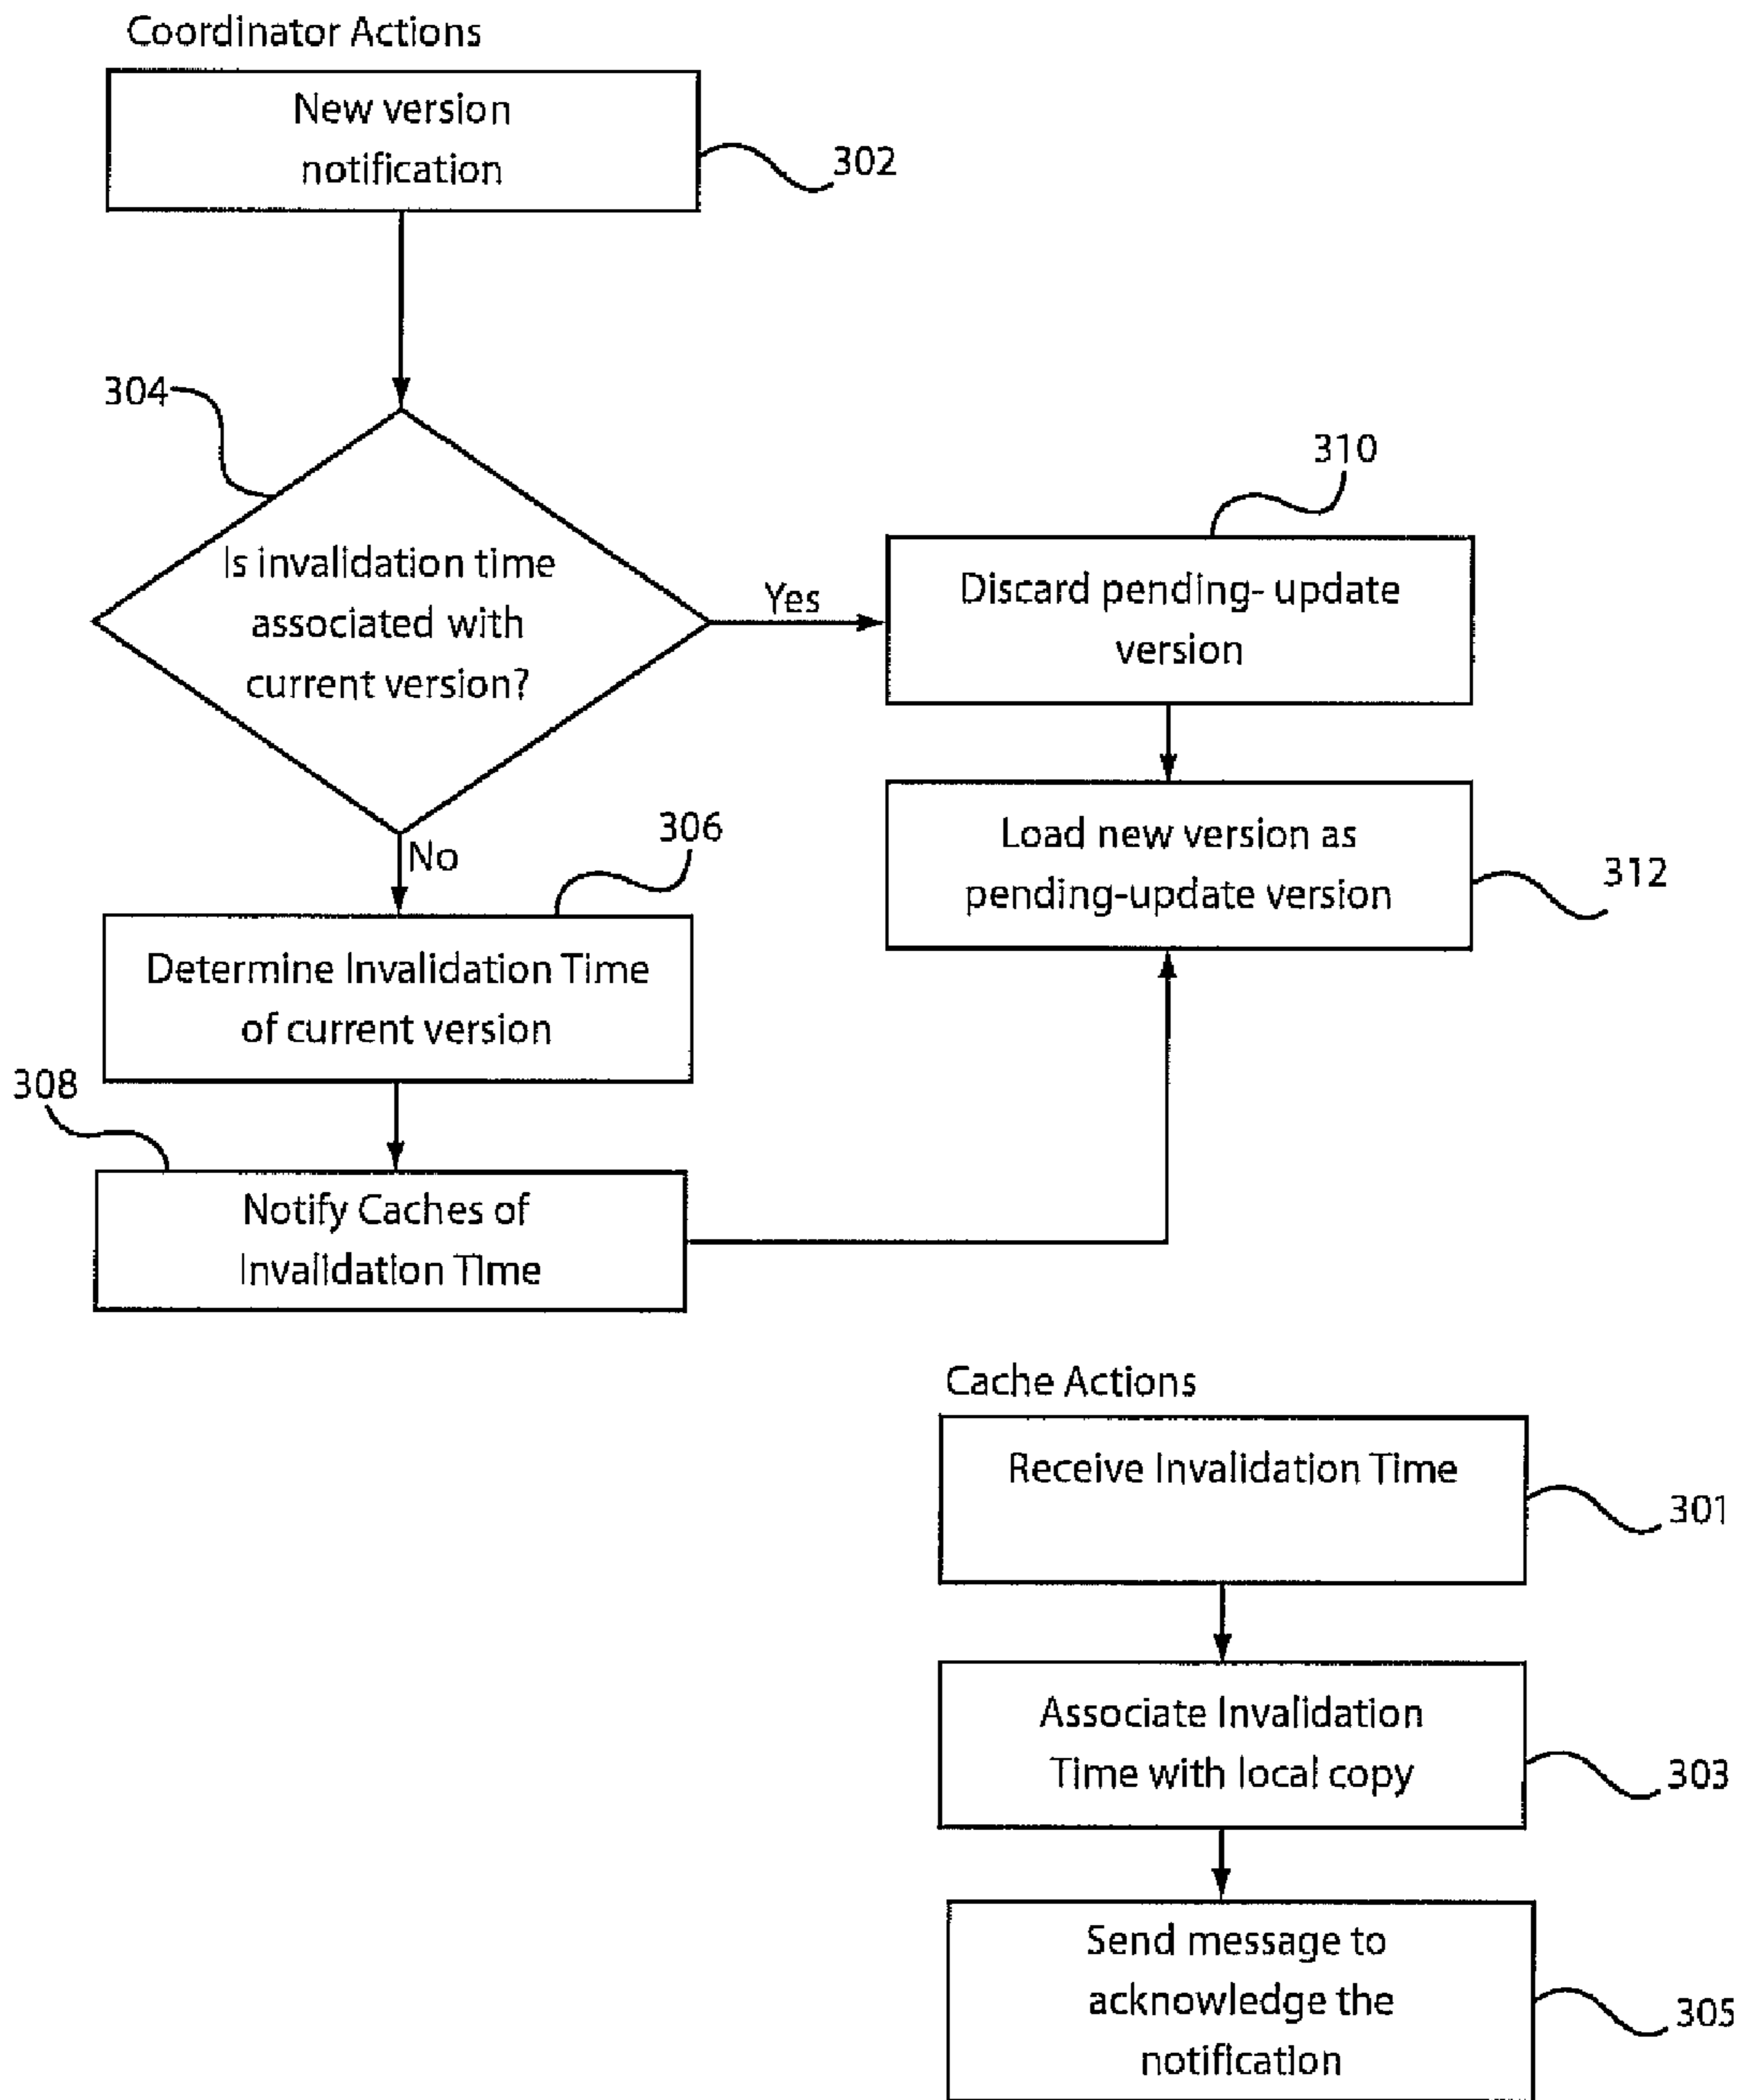 Coordinator Actions
New version
notification
302
304
Is invalidation time
associated with
current version?
Yes
310
Discard pending- update
version
Load new version as
pending-update version
312
No
306
Determine Invalidation Time
of current version
308
Notify Caches of
Invalidation Time
Cache Actions
Receive Invalidation Time
301
Associate Invalidation
Time with local copy
303
Send message to
acknowledge the
notification
305